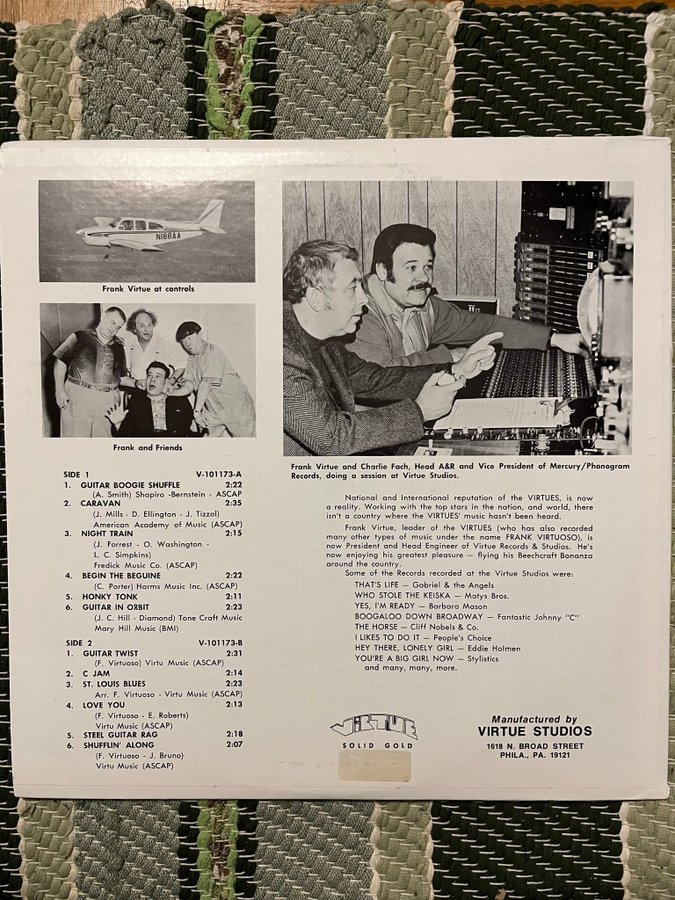 N188AA
Frank Virtue at controls
Frank and Friends
Frank Virtue and Charlie Fach, Head A&R and Vice President of Mercury/Phonogram
Records, doing a session at Virtue Studios.
SIDE 1 V-101173-A
1. GUITAR BOOGIE SHUFFLE 2:22
(A. Smith) Shapiro -Bernstein - ASCAP
2. CARAVAN 2:35
(J. Mills - D. Ellington - J. Tizzol)
American Academy of Music (ASCAP)
3. NIGHT TRAIN 2:15
(J. Forrest - O. Washington -
L. C. Simpkins)
Fredick Music Co. (ASCAP)
4. BEGIN THE BEGUINE 2:22
(C. Porter) Harms Music Inc. (ASCAP)
5. HONKY TONK 2:11
6. GUITAR IN ORBIT 2:23
(J. C. Hill - Diamond) Tone Craft Music
Mary Hill Music (BMI)
SIDE 2 V-101173-B
1. GUITAR TWIST 2:31
(F. Virtuoso) Virtu Music (ASCAP)
2. C JAM 2:14
3. ST. LOUIS BLUES 2:23
Arr. F. Virtuoso - Virtu Music (ASCAP)
4. LOVE YOU 2:13
(F. Virtuoso - E. Roberts)
Virtu Music (ASCAP)
5. STEEL GUITAR RAG 2:18
6. SHUFFLIN' ALONG 2:07
(F. Virtuoso - J. Bruno)
Virtu Music (ASCAP)
National and International reputation of the VIRTUES, is now
a reality. Working with the top stars in the nation, and world, there
isn't a country where the VIRTUES' music hasn't been heard.
Frank Virtue, leader of the VIRTUES (who has also recorded
many other types of music under the name FRANK VIRTUOSO), is
now President and Head Engineer of Virtue Records & Studios. He's
now enjoying his greatest pleasure — flying his Beechcraft Bonanza
around the country.
Some of the Records recorded at the Virtue Studios were:
THAT'S LIFE — Gabriel & the Angels
WHO STOLE THE KEISKA — Matys Bros.
YES, I'M READY — Barbara Mason
BOOGALOO DOWN BROADWAY — Fantastic Johnny "C"
THE HORSE — Cliff Nobels & Co.
I LIKES TO DO IT — People's Choice
HEY THERE, LONELY GIRL — Eddie Holmen
YOU'RE A BIG GIRL NOW — Stylistics
and many, many more.
VIRTUE
SOLID GOLD
Manufactured by
VIRTUE STUDIOS
1618 N. BROAD STREET
PHILA., PA. 19121